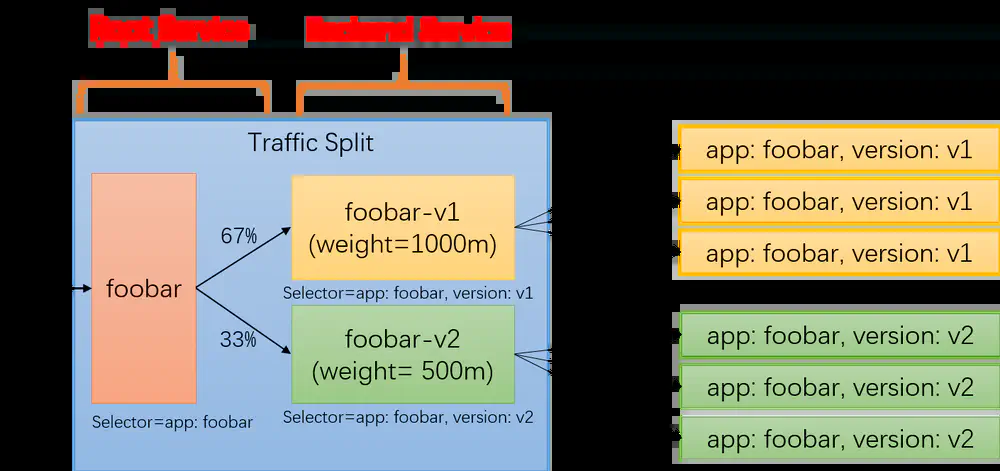 Root Service
Backend Service
Traffic Split
foobar
Selector=app: foobar
67%
33%
foobar-v1
(weight=1000m)
Selector=app: foobar, version: v1
foobar-v2
(weight= 500m)
Selector=app: foobar, version: v2
app: foobar, version: v1
app: foobar, version: v1
app: foobar, version: v1
app: foobar, version: v2
app: foobar, version: v2
app: foobar, version: v2